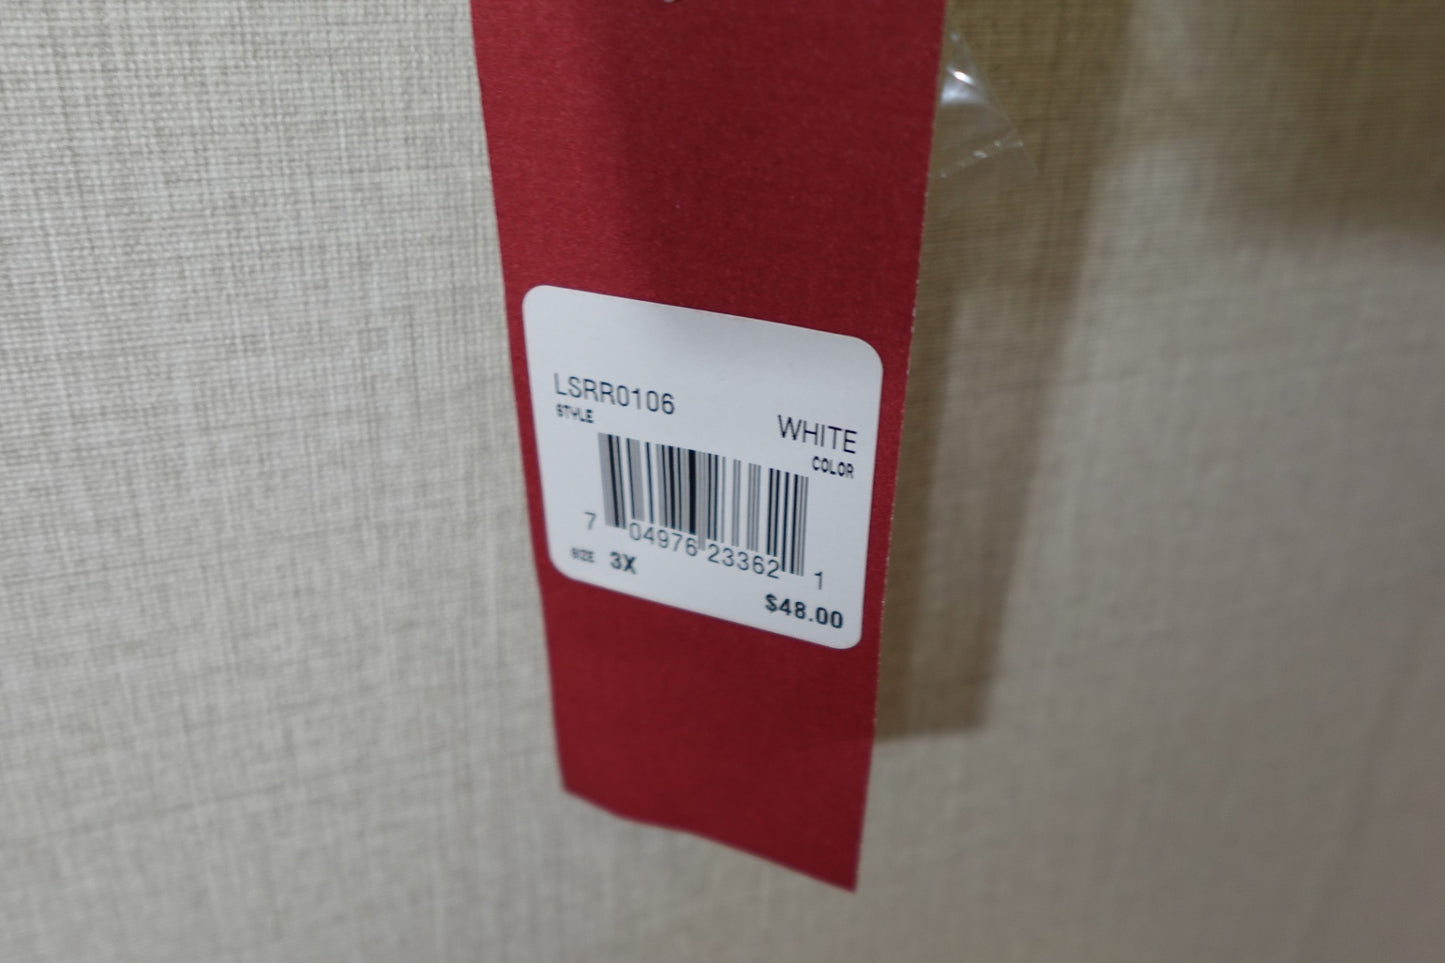 LSRR0106
STYLE
WHITE
COLOR
7 04976 23362 1
SIZE 3X
$48.00